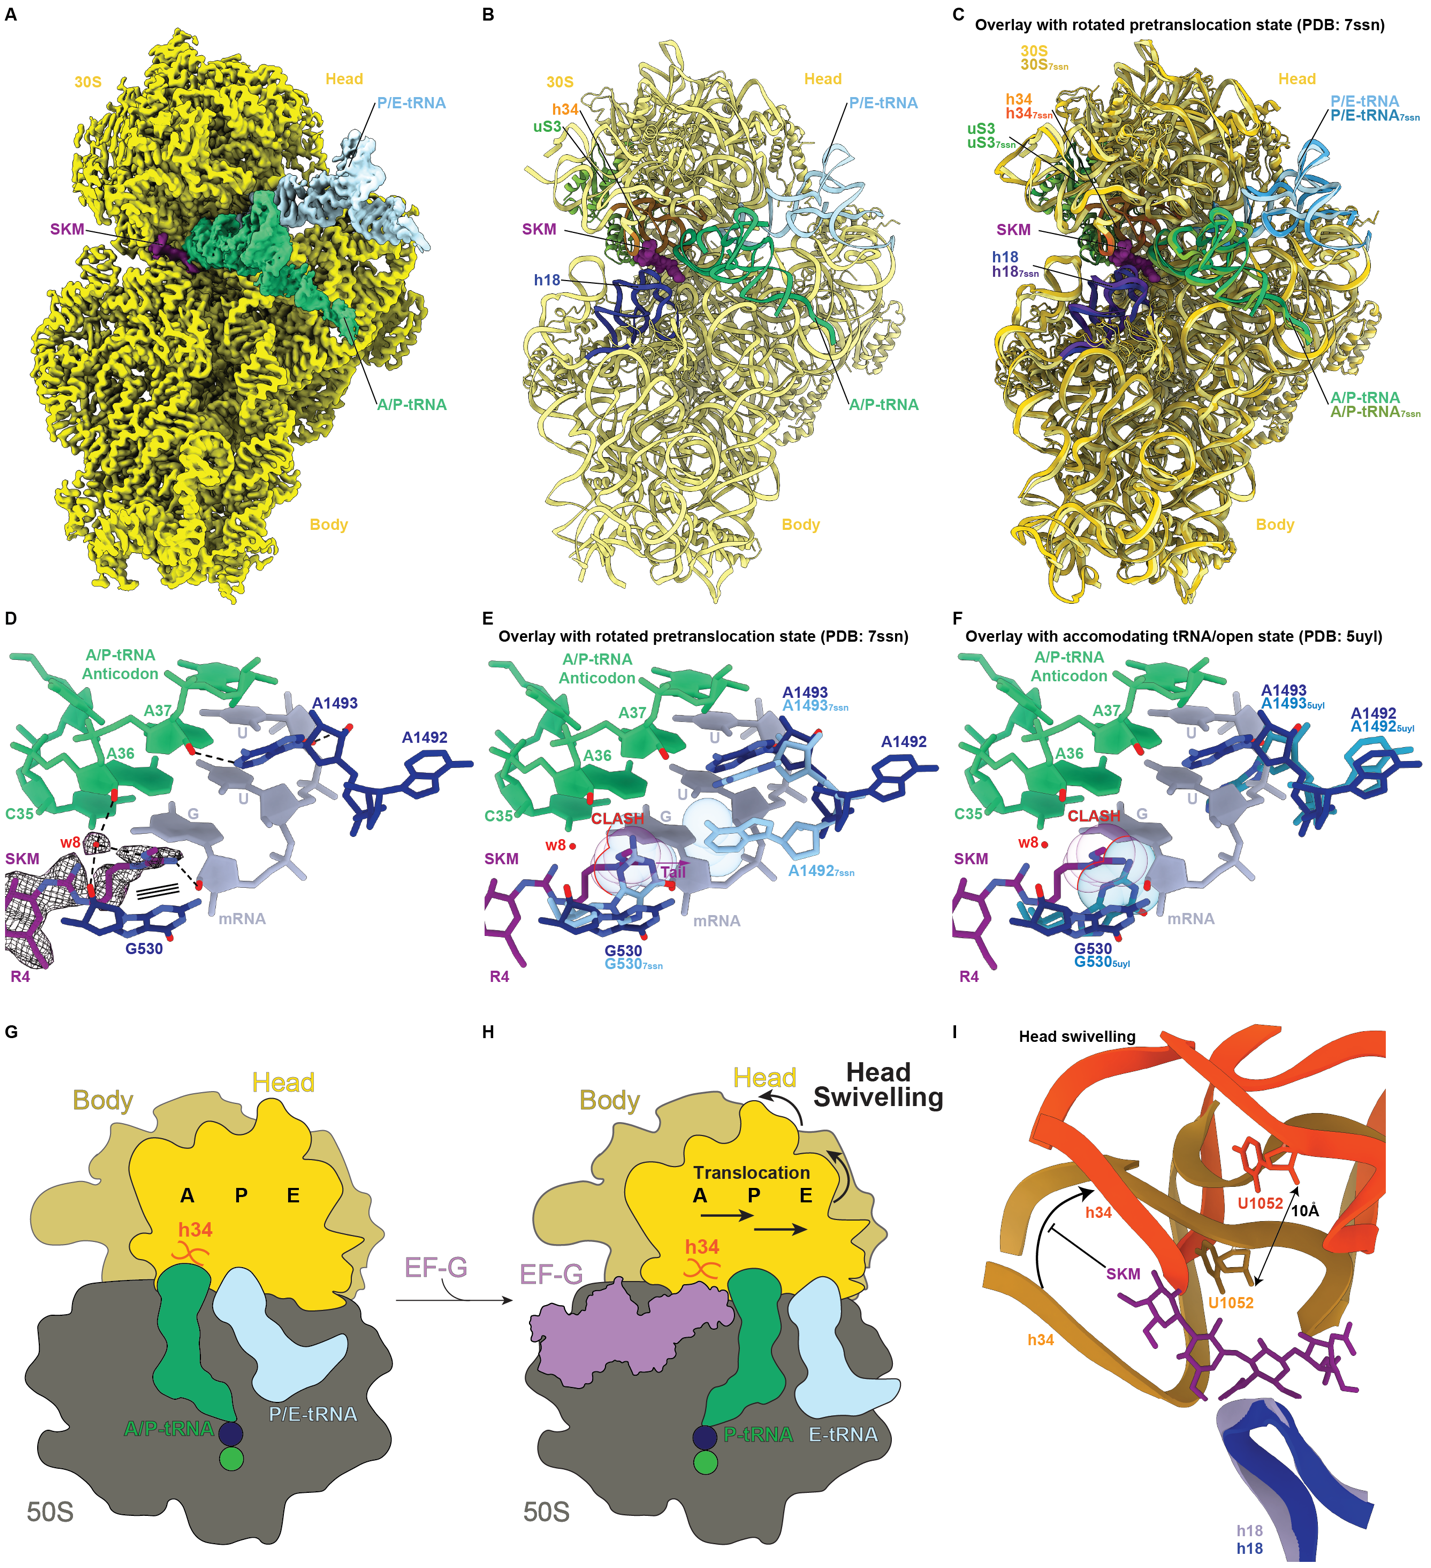 A
30S
Head
P/E-tRNA
SKM
A/P-tRNA
Body
B
30S
Head
h34
P/E-tRNA
uS3
SKM
h18
A/P-tRNA
Body
C
Overlay with rotated pretranslocation state (PDB: 7ssn)
30S
30S7ssn
Head
h34
h347ssn
P/E-tRNA
P/E-tRNA7ssn
uS3
uS37ssn
SKM
h18
h187ssn
A/P-tRNA
A/P-tRNA7ssn
Body
D
A/P-tRNA
Anticodon
A37
A1493
U
A36
A1492
U
C35
G
w8
SKM
mRNA
G530
R4
E
Overlay with rotated pretranslocation state (PDB: 7ssn)
A/P-tRNA
Anticodon
A1493
A14937ssn
A37
U
A36
A1492
U
C35
CLASH
G
w8
SKM
Tail
A14927ssn
mRNA
G530
G5307ssn
R4
F
Overlay with accomodating tRNA/open state (PDB: 5uyl)
A/P-tRNA
Anticodon
A1493
A14935uyl
A37
U
A1492
A14925uyl
A36
U
C35
CLASH
G
w8
SKM
mRNA
G530
G5305uyl
R4
G
Body
Head
A P E
h34
A/P-tRNA
P/E-tRNA
50S
EF-G
H
Body
Head
Head
Swivelling
Translocation
A P E
h34
EF-G
P-tRNA
E-tRNA
50S
I
Head swivelling
U1052
h34
10Å
SKM
U1052
h34
h18
h18